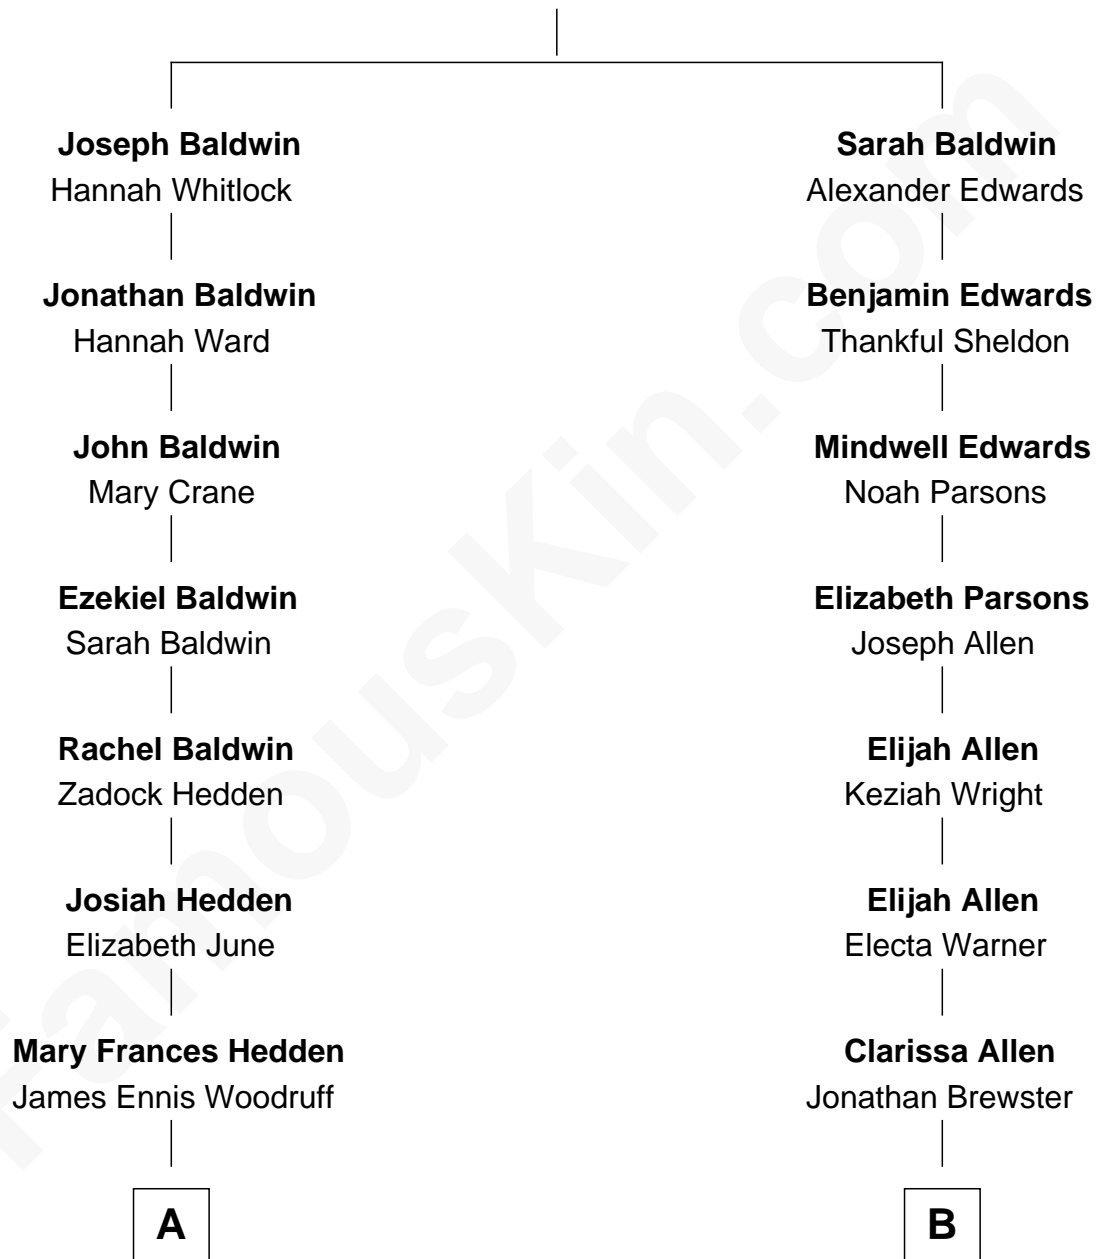 Joseph Baldwin
Hannah Whitlock
Jonathan Baldwin
Hannah Ward
John Baldwin
Mary Crane
Ezekiel Baldwin
Sarah Baldwin
Rachel Baldwin
Zadock Hedden
Josiah Hedden
Elizabeth June
Mary Frances Hedden
James Ennis Woodruff
A
Sarah Baldwin
Alexander Edwards
Benjamin Edwards
Thankful Sheldon
Mindwell Edwards
Noah Parsons
Elizabeth Parsons
Joseph Allen
Elijah Allen
Keziah Wright
Elijah Allen
Electa Warner
Clarissa Allen
Jonathan Brewster
B
FamousKin.com